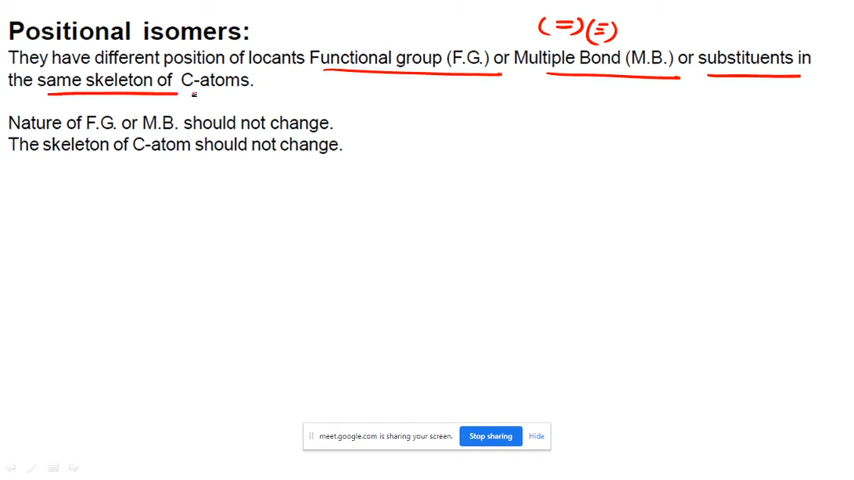 (=)(≡)
Positional isomers:
They have different position of locants Functional group (F.G.) or Multiple Bond (M.B.) or substituents in
the same skeleton of C-atoms.
Nature of F.G. or M.B. should not change.
The skeleton of C-atom should not change.
meet.google.com is sharing your screen. Stop sharing Hide